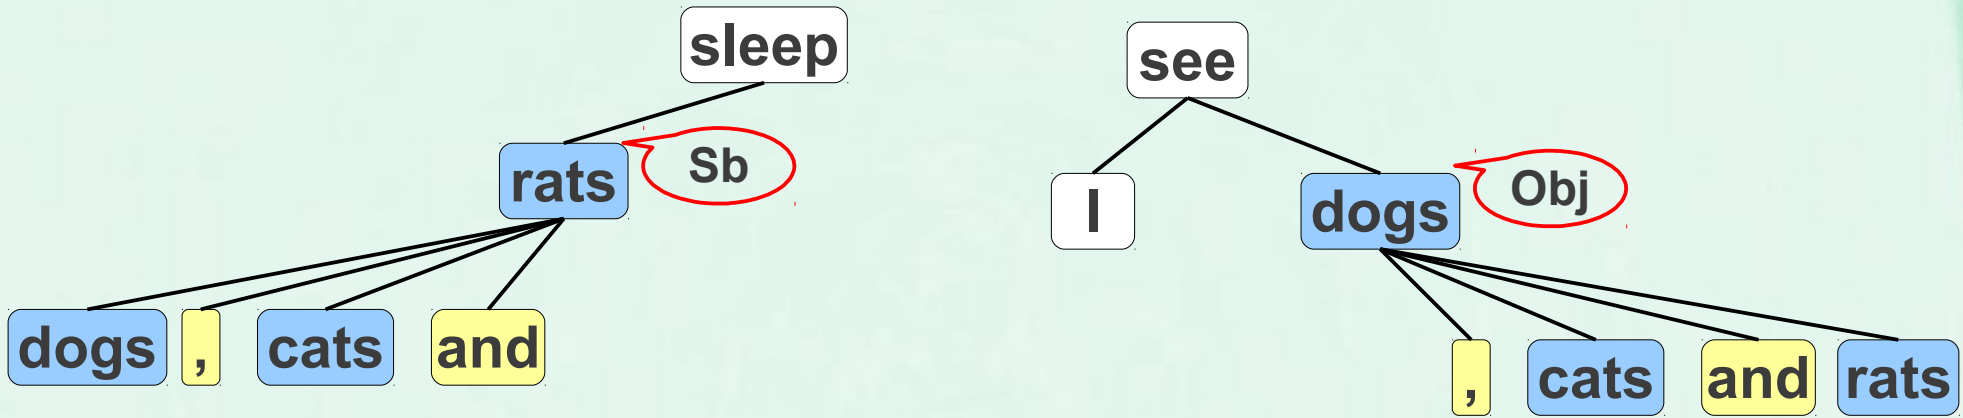 sleep
see
rats
Sb
I
dogs
Obj
dogs , cats and
, cats and rats